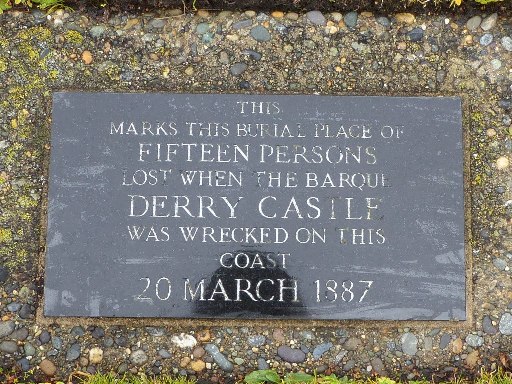 THIS
MARKS THIS BURIAL PLACE OF
FIFTEEN PERSONS
LOST WHEN THE BARQUE
DERRY CASTLE
WAS WRECKED ON THIS
COAST
20 MARCH 1887